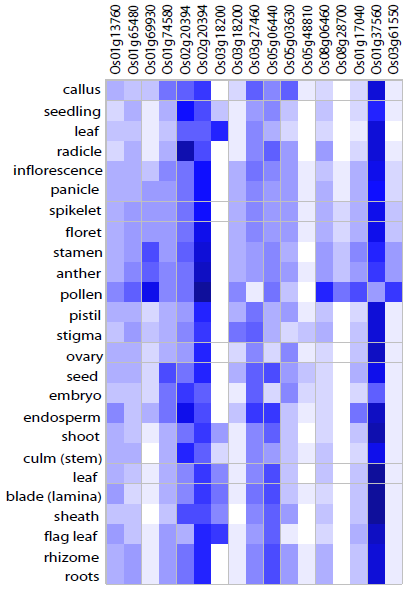 Os01g13760
Os01g65480
Os01g69930
Os01g74580
Os02g20394
Os02g20394
Os03g18200
Os03g18200
Os03g27460
Os05g06440
Os05g03630
Os05g48810
Os06g06460
Os08g28700
Os01g17040
Os01g37560
Os03g61550
callus
seedling
leaf
radicle
inflorescence
panicle
spikelet
floret
stamen
anther
pollen
pistil
stigma
ovary
seed
embryo
endosperm
shoot
culm (stem)
leaf
blade (lamina)
sheath
flag leaf
rhizome
roots